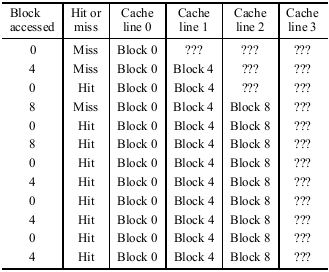 Block accessed Hit or miss Cache line 0 Cache line 1 Cache line 2 Cache line 3
0 Miss Block 0 ??? ??? ???
4 Miss Block 0 Block 4 ??? ???
0 Hit Block 0 Block 4 ??? ???
8 Miss Block 0 Block 4 Block 8 ???
0 Hit Block 0 Block 4 Block 8 ???
8 Hit Block 0 Block 4 Block 8 ???
0 Hit Block 0 Block 4 Block 8 ???
4 Hit Block 0 Block 4 Block 8 ???
0 Hit Block 0 Block 4 Block 8 ???
4 Hit Block 0 Block 4 Block 8 ???
0 Hit Block 0 Block 4 Block 8 ???
4 Hit Block 0 Block 4 Block 8 ???